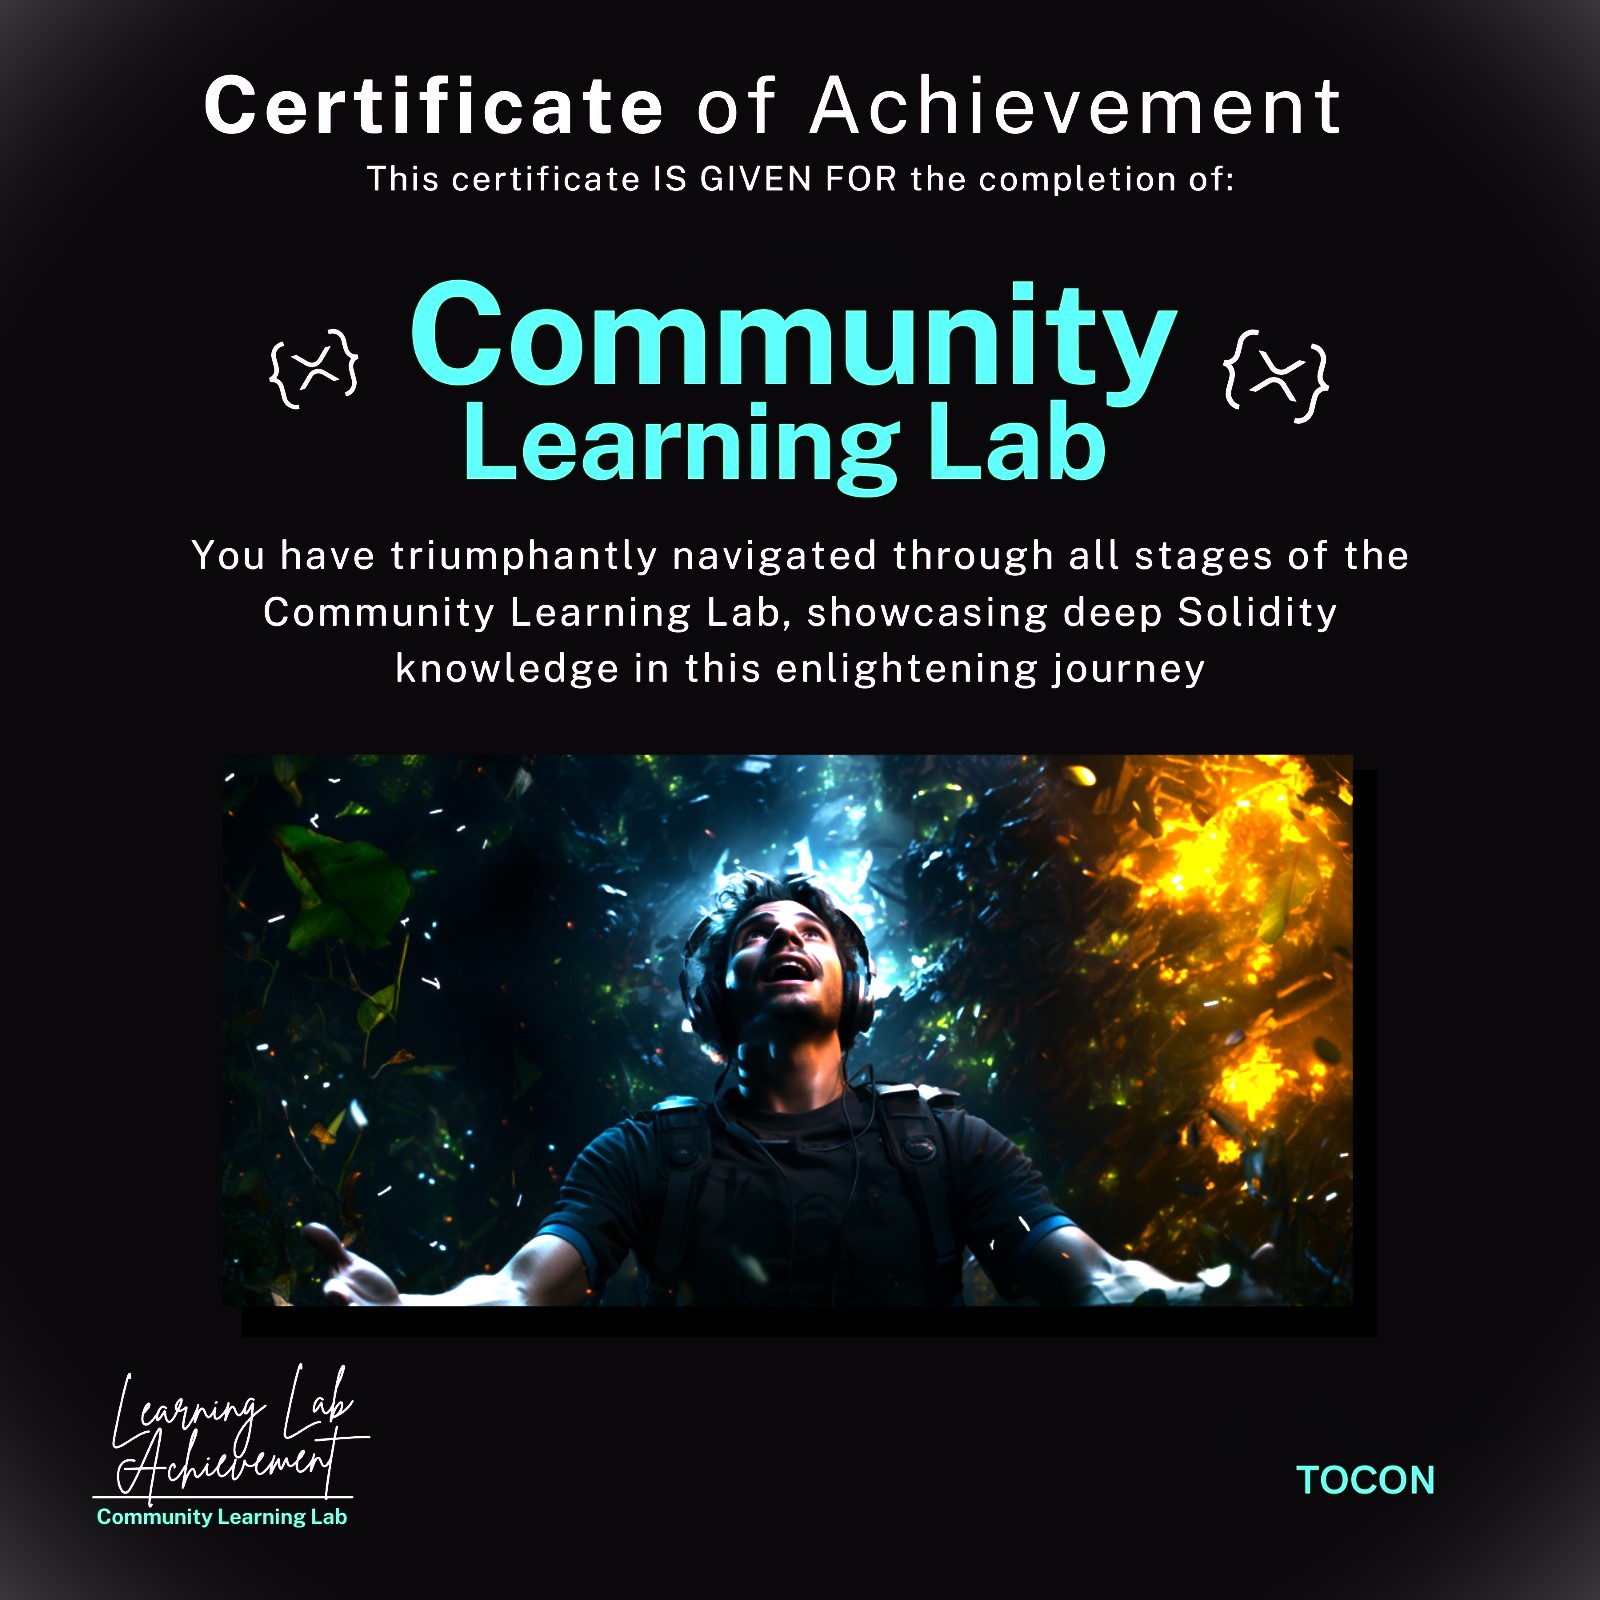 Certificate of Achievement
This certificate IS GIVEN FOR the completion of:
Community
Learning Lab
You have triumphantly navigated through all stages of the
Community Learning Lab, showcasing deep Solidity
knowledge in this enlightening journey
Learning Lab
Achievement
Community Learning Lab
TOCON